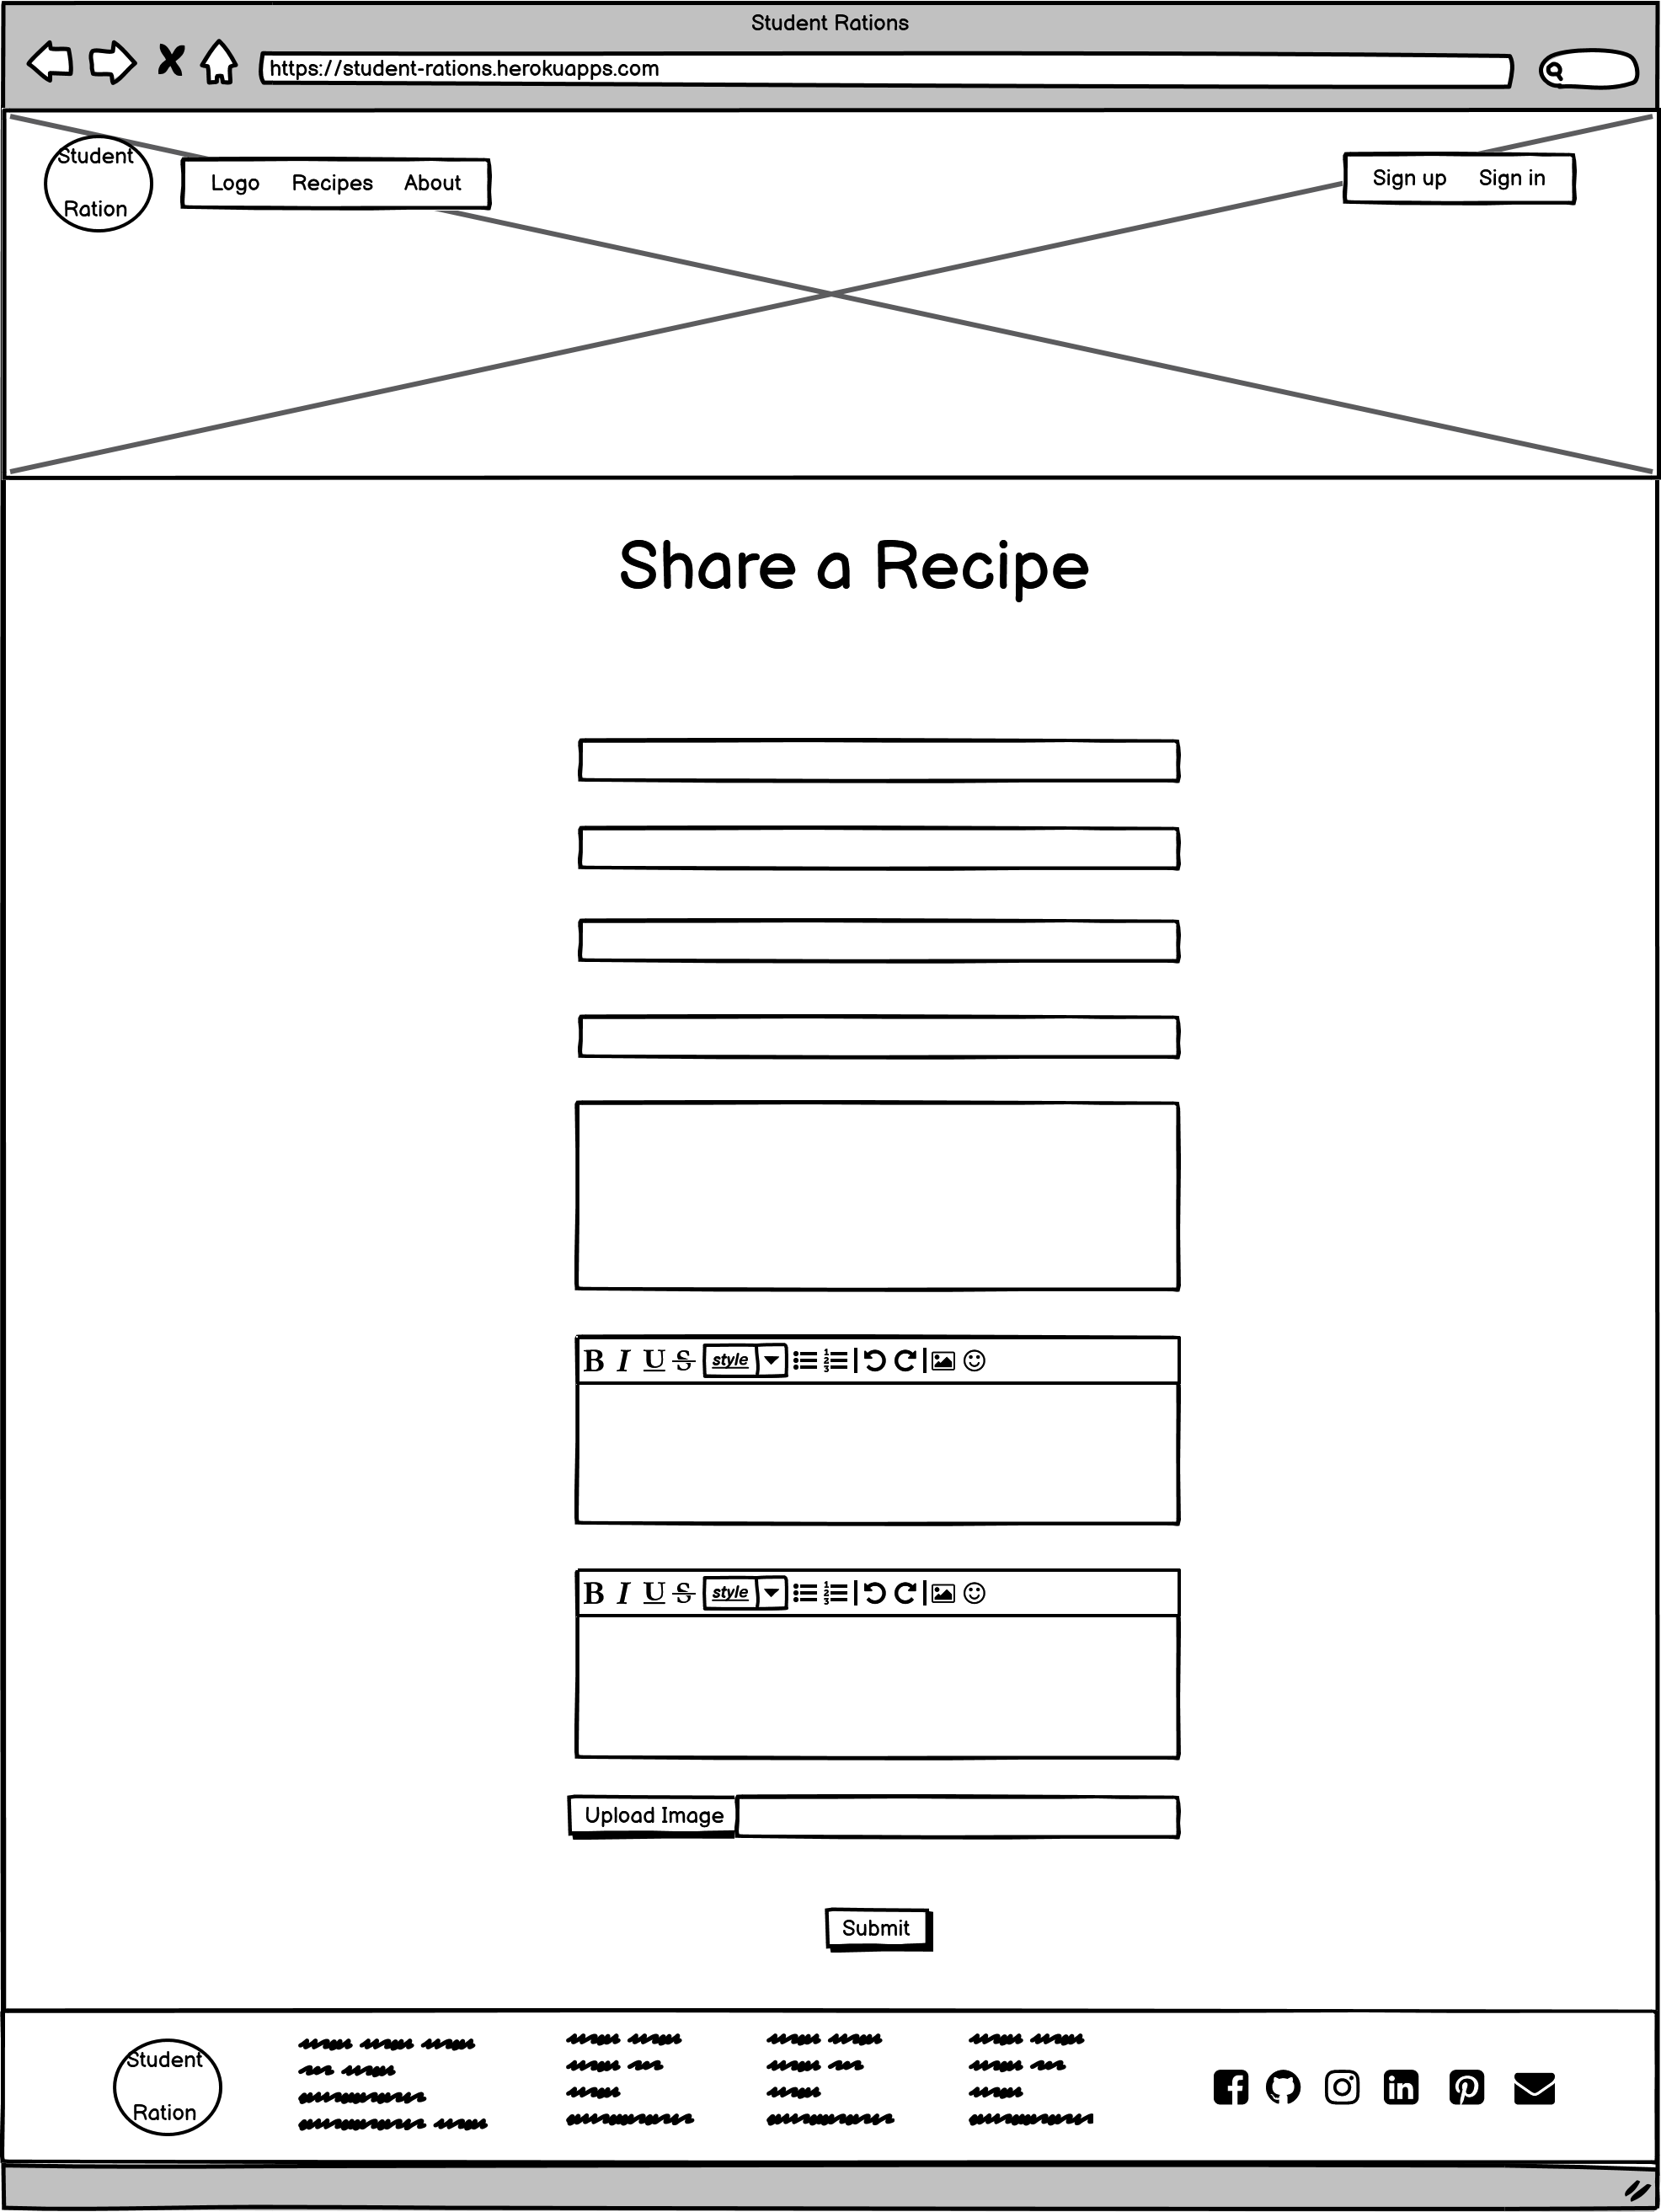 Student Rations
https://student-rations.herokuapps.com
Student
Ration
Logo Recipes About
Sign up Sign in
Share a Recipe
B I U S style
B I U S style
Upload Image
Submit
Student
Ration